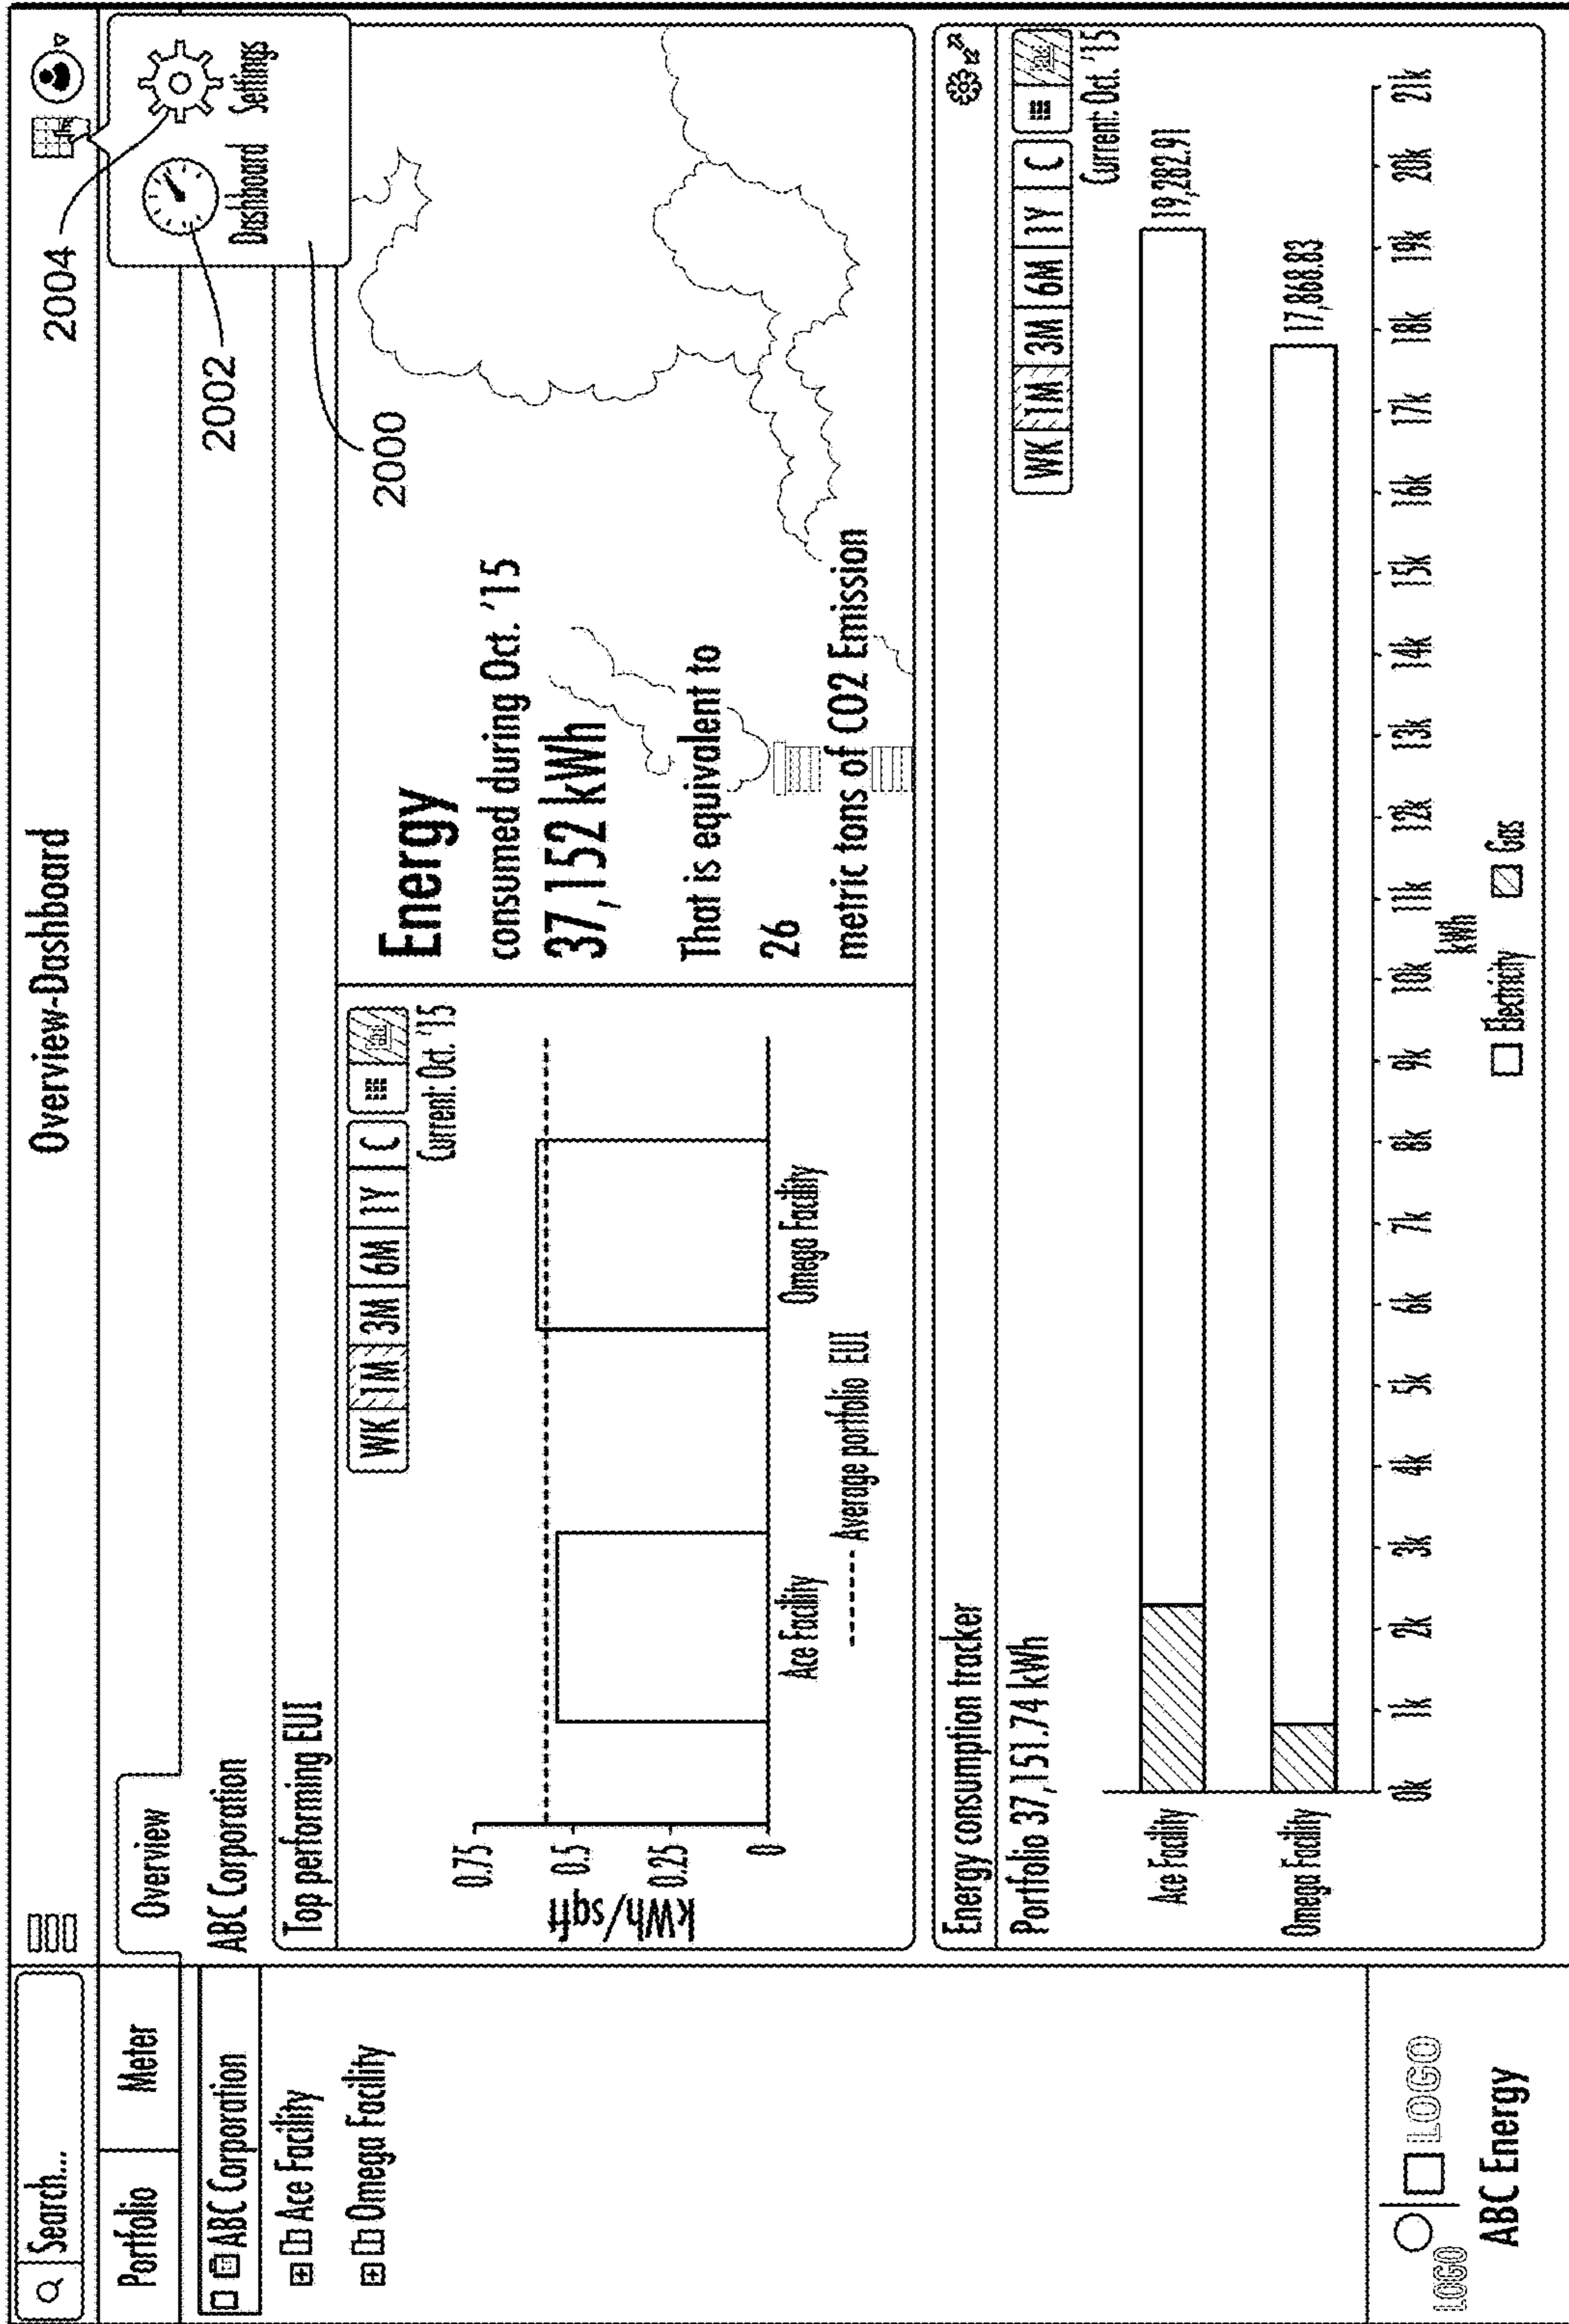 Search...
Overview-Dashboard
2004
Portfolio
Meter
Overview
Dashboard
Settings
2002
2000
ABC Corporation
Ace Facility
Omega Facility
ABC Corporation
Top performing EUI
WK 1M 3M 6M 1Y C
Current: Oct. '15
kWh/sqft
0.75
0.5
0.25
0
Ace Facility
Omega Facility
Average portfolio EUI
Energy
consumed during Oct. '15
37,152 kWh
That is equivalent to
26
metric tons of CO2 Emission
Energy consumption tracker
Portfolio 37,151.74 kWh
WK 1M 3M 6M 1Y C
Current: Oct. '15
Ace Facility
19,282.91
Omega Facility
17,868.83
0k 1k 2k 3k 4k 5k 6k 7k 8k 9k 10k 11k 12k 13k 14k 15k 16k 17k 18k 19k 20k 21k
kWh
Electricity
Gas
LOGO
LOGO
ABC Energy